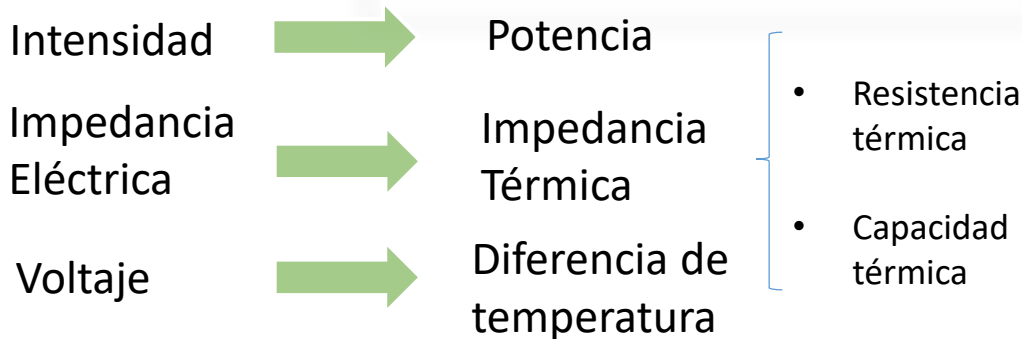 Intensidad
Potencia
Impedancia
Eléctrica
Impedancia
Térmica
• Resistencia
térmica
• Capacidad
térmica
Voltaje
Diferencia de
temperatura